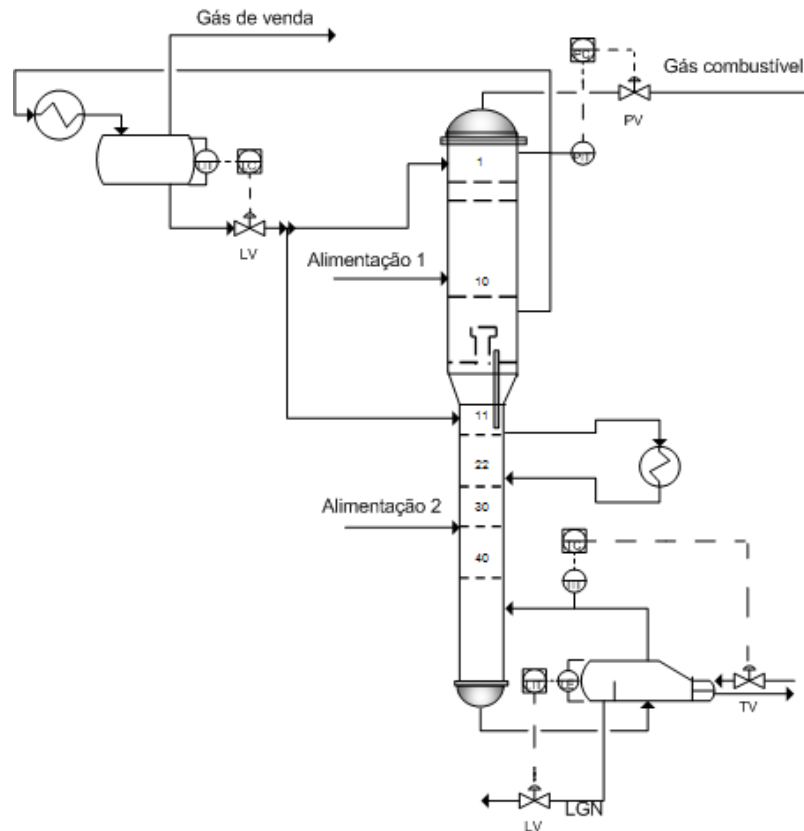 Gás de venda
Gás combustível
PV
1
LV
Alimentação 1
10
11
22
Alimentação 2
30
40
TC
TV
LGN
LV